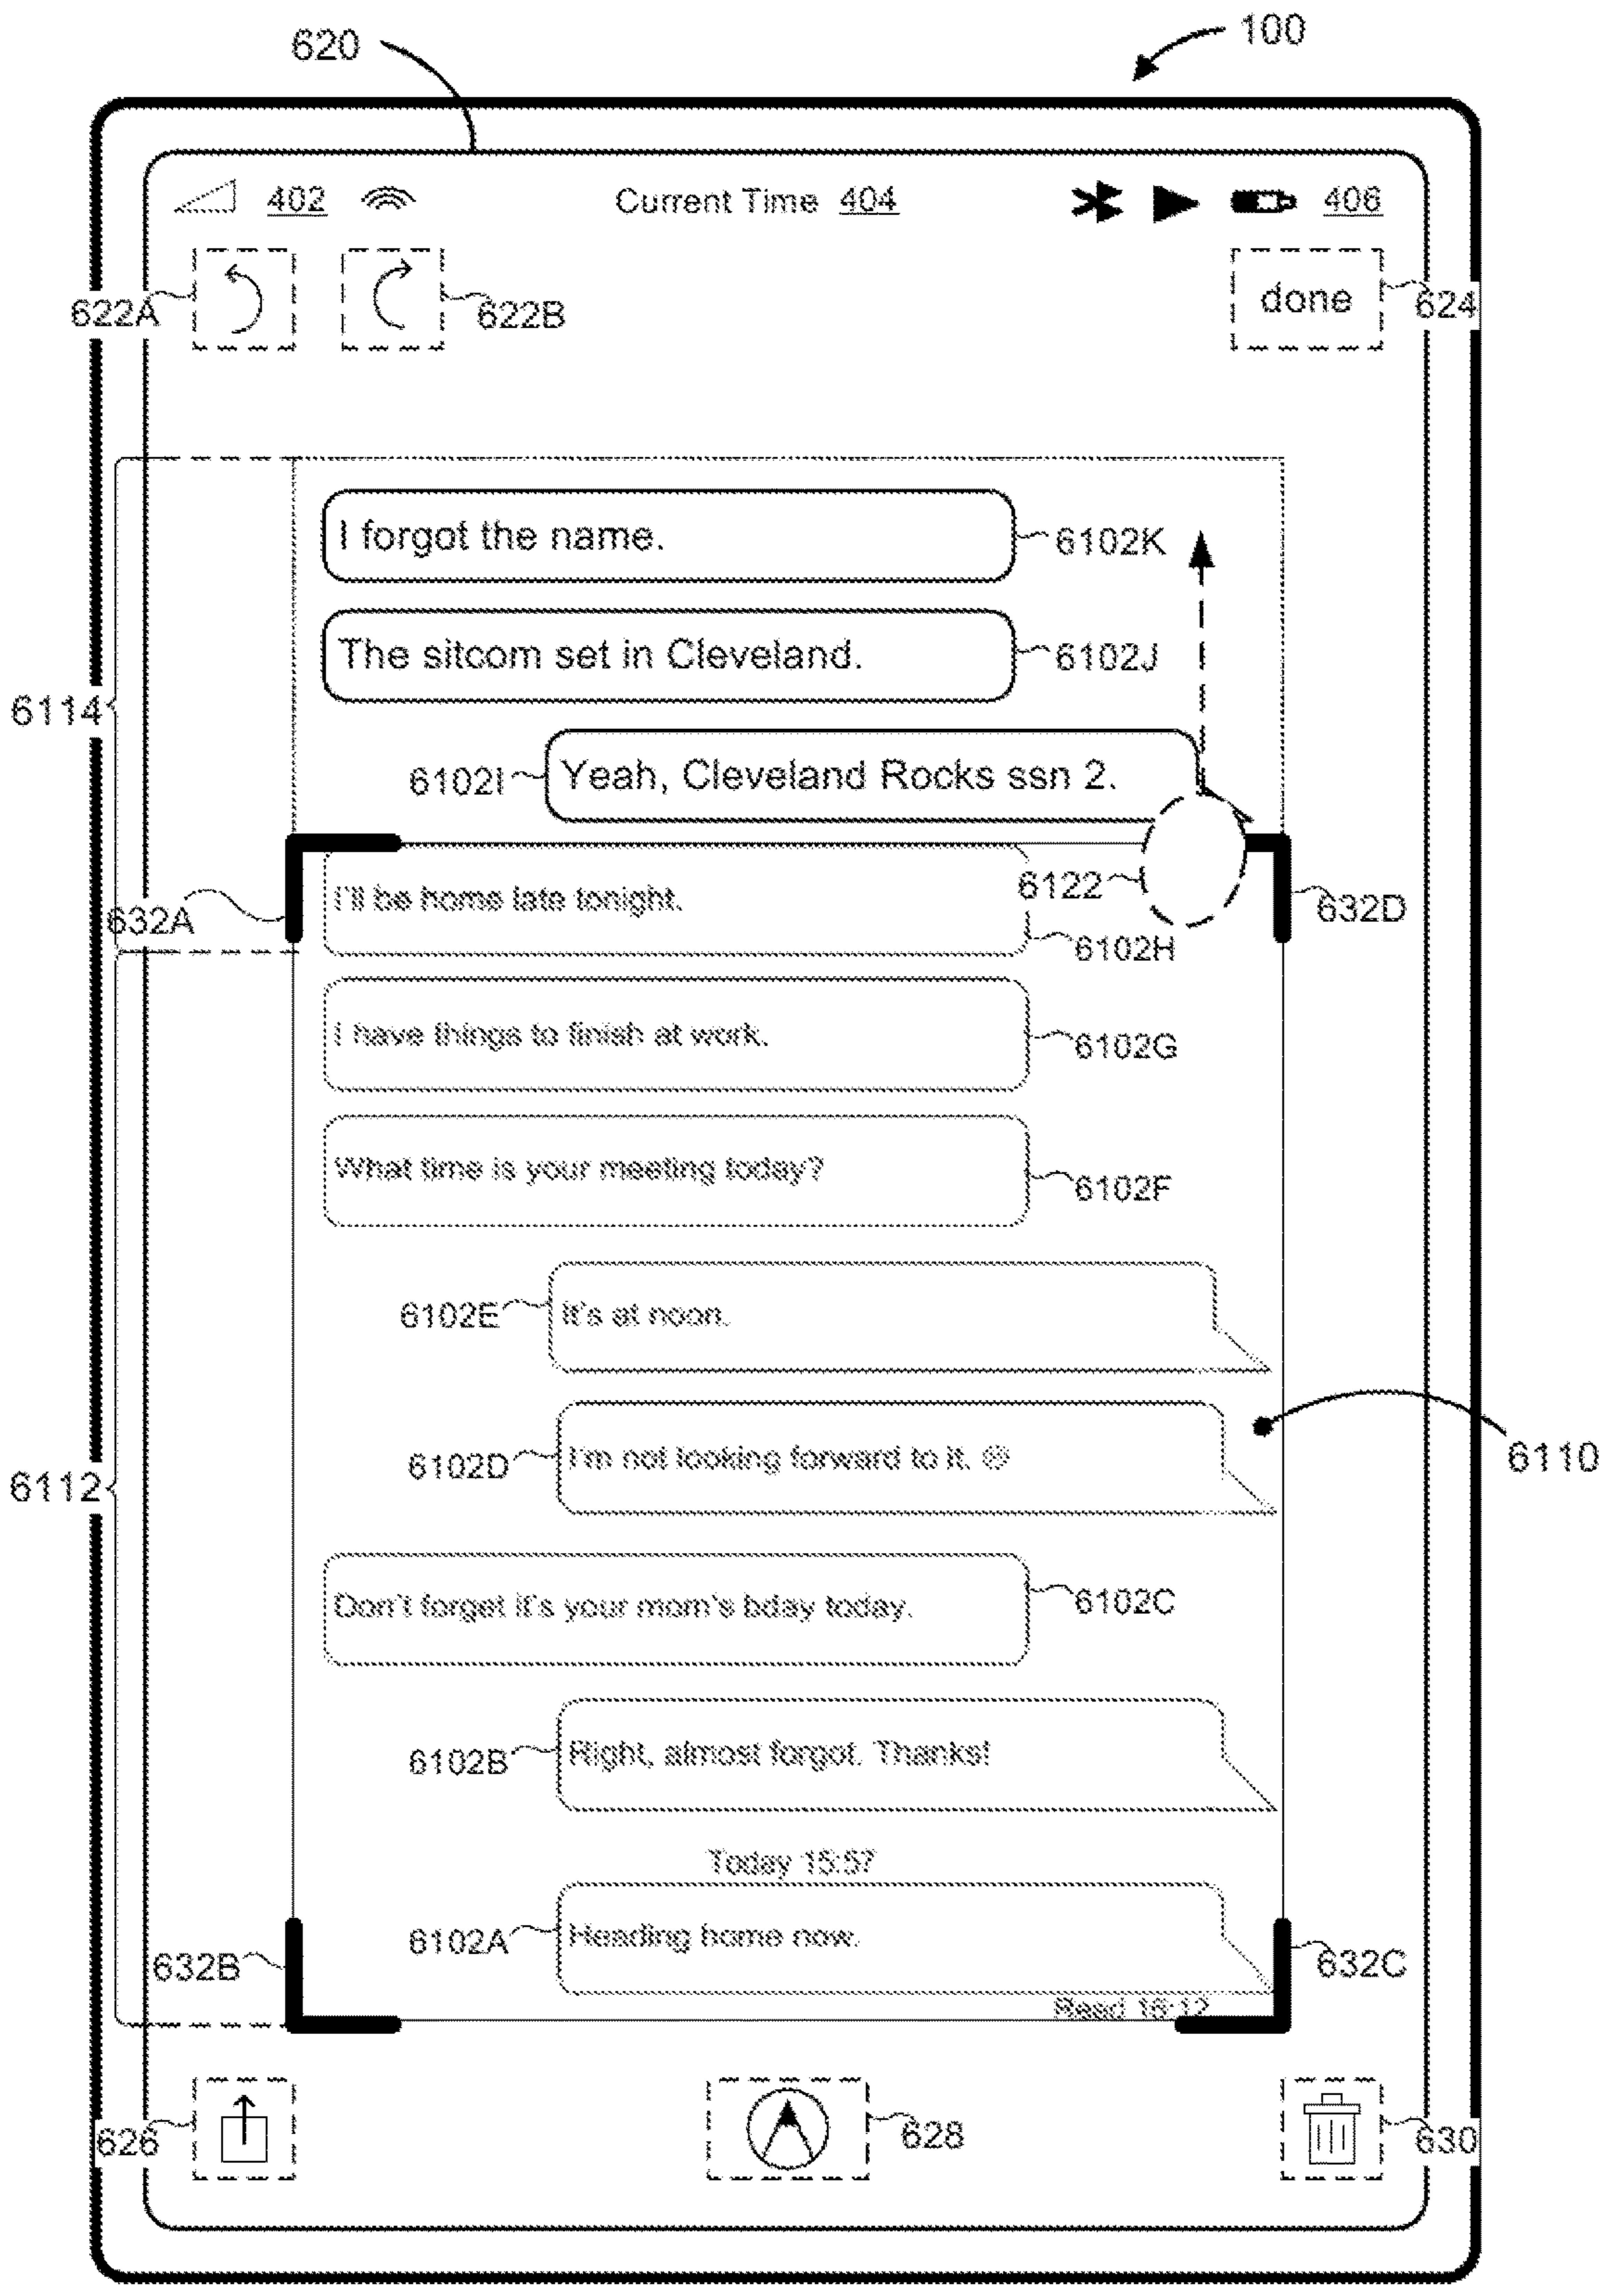 620
100
402 Current Time 404 406
622A 622B done 624
I forgot the name. 6102K
The sitcom set in Cleveland. 6102J
6114
6102I Yeah, Cleveland Rocks ssn 2.
I'll be home late tonight. 6122
632A 632D
6102H
I have things to finish at work. 6102G
What time is your meeting today? 6102F
6102E It's at noon.
6102D I'm not looking forward to it. ☹
6110
6112
Don't forget it's your mom's bday today. 6102C
6102B Right, almost forgot. Thanks!
Today 15:57
6102A Heading home now.
632B 632C
Read 16:12
626 628 630